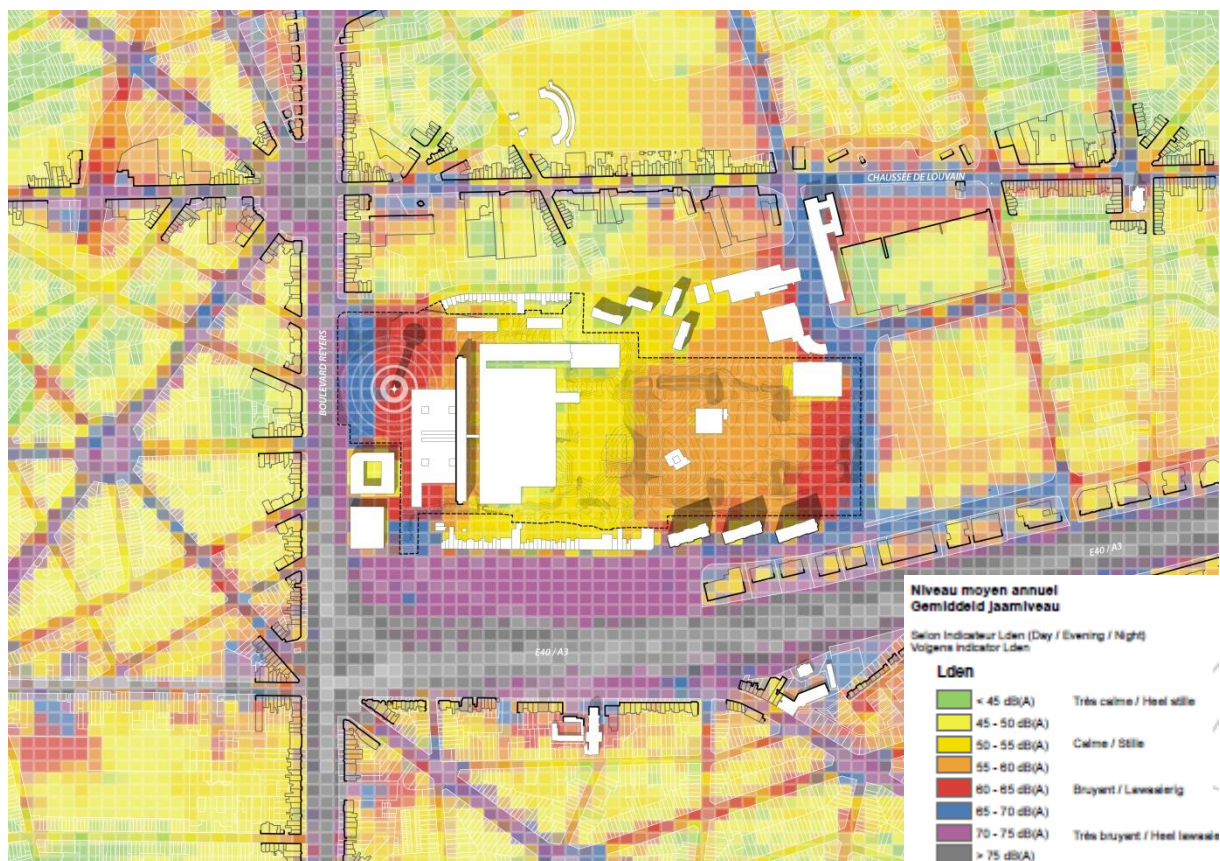 CHAUSSÉE DE LOUVAIN
BOULEVARD REYERS
E40 / A3
E40 / A3
Niveau moyen annuel
Gemiddeld jaarniveau
Selon Indicateur Lden (Day / Evening / Night)
Volgens Indicator Lden
Lden
< 45 dB(A) Très calme / Heel stille
45 - 50 dB(A)
50 - 55 dB(A) Calme / Stille
55 - 60 dB(A)
60 - 65 dB(A) Bruyant / Lawaaierig
65 - 70 dB(A)
70 - 75 dB(A) Très bruyant / Heel lawaaie
> 75 dB(A)